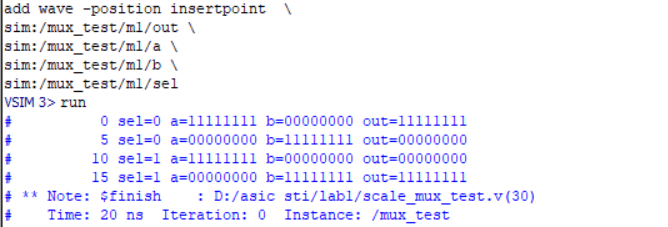 add wave -position insertpoint  \
sim:/mux_test/m1/out \
sim:/mux_test/m1/a \
sim:/mux_test/m1/b \
sim:/mux_test/m1/sel
VSIM 3> run
#          0 sel=0 a=11111111 b=00000000 out=11111111
#          5 sel=0 a=00000000 b=11111111 out=00000000
#         10 sel=1 a=11111111 b=00000000 out=00000000
#         15 sel=1 a=00000000 b=11111111 out=11111111
# ** Note: $finish    : D:/asic sti/lab1/scale_mux_test.v(30)
#    Time: 20 ns  Iteration: 0  Instance: /mux_test